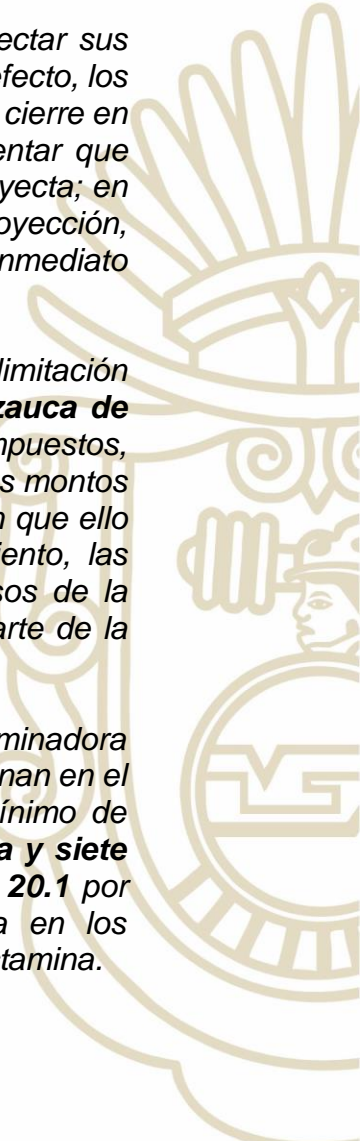 ectar sus
efecto, los
cierre en
entar que
yecta; en
oyección,
nmediato
limitación
zauca de
mpuestos,
s montos
n que ello
iento, las
sos de la
arte de la
minadora
nan en el
ínimo de
a y siete
20.1 por
a en los
ctamina.